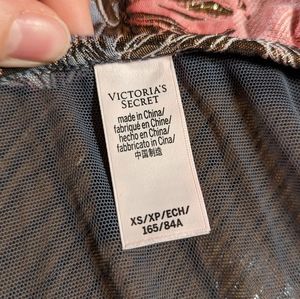 VICTORIA'S
SECRET
made in China/
fabriqué en Chine/
hecho en China/
fabbricato in Cina/
中国制造
XS/XP/ECH/
165/84A